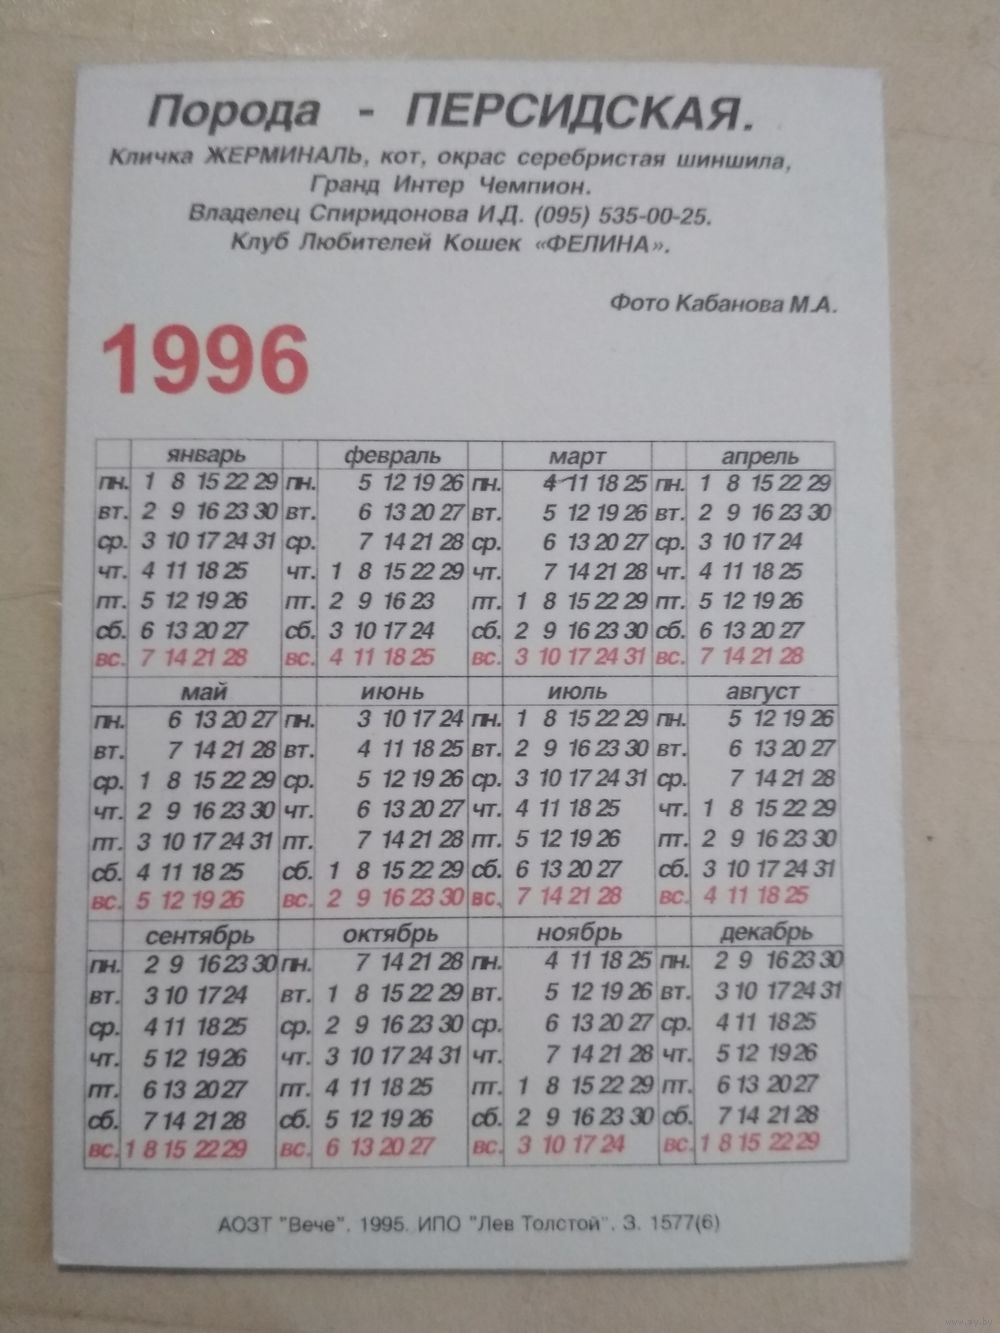 Порода - ПЕРСИДСКАЯ.
Кличка ЖЕРМИНАЛЬ, кот, окрас серебристая шиншила,
Гранд Интер Чемпион.
Владелец Спиридонова И.Д. (095) 535-00-25.
Клуб Любителей Кошек «ФЕЛИНА».
Фото Кабанова М.А.
1996
январь февраль март апрель
пн. 1 8 15 22 29 пн. 5 12 19 26 пн. 4 11 18 25 пн. 1 8 15 22 29
вт. 2 9 16 23 30 вт. 6 13 20 27 вт. 5 12 19 26 вт. 2 9 16 23 30
ср. 3 10 17 24 31 ср. 7 14 21 28 ср. 6 13 20 27 ср. 3 10 17 24
чт. 4 11 18 25 чт. 1 8 15 22 29 чт. 7 14 21 28 чт. 4 11 18 25
пт. 5 12 19 26 пт. 2 9 16 23 пт. 1 8 15 22 29 пт. 5 12 19 26
сб. 6 13 20 27 сб. 3 10 17 24 сб. 2 9 16 23 30 сб. 6 13 20 27
вс. 7 14 21 28 вс. 4 11 18 25 вс. 3 10 17 24 31 вс. 7 14 21 28
май июнь июль август
пн. 6 13 20 27 пн. 3 10 17 24 пн. 1 8 15 22 29 пн. 5 12 19 26
вт. 7 14 21 28 вт. 4 11 18 25 вт. 2 9 16 23 30 вт. 6 13 20 27
ср. 1 8 15 22 29 ср. 5 12 19 26 ср. 3 10 17 24 31 ср. 7 14 21 28
чт. 2 9 16 23 30 чт. 6 13 20 27 чт. 4 11 18 25 чт. 1 8 15 22 29
пт. 3 10 17 24 31 пт. 7 14 21 28 пт. 5 12 19 26 пт. 2 9 16 23 30
сб. 4 11 18 25 сб. 1 8 15 22 29 сб. 6 13 20 27 сб. 3 10 17 24 31
вс. 5 12 19 26 вс. 2 9 16 23 30 вс. 7 14 21 28 вс. 4 11 18 25
сентябрь октябрь ноябрь декабрь
пн. 2 9 16 23 30 пн. 7 14 21 28 пн. 4 11 18 25 пн. 2 9 16 23 30
вт. 3 10 17 24 вт. 1 8 15 22 29 вт. 5 12 19 26 вт. 3 10 17 24 31
ср. 4 11 18 25 ср. 2 9 16 23 30 ср. 6 13 20 27 ср. 4 11 18 25
чт. 5 12 19 26 чт. 3 10 17 24 31 чт. 7 14 21 28 чт. 5 12 19 26
пт. 6 13 20 27 пт. 4 11 18 25 пт. 1 8 15 22 29 пт. 6 13 20 27
сб. 7 14 21 28 сб. 5 12 19 26 сб. 2 9 16 23 30 сб. 7 14 21 28
вс. 1 8 15 22 29 вс. 6 13 20 27 вс. 3 10 17 24 вс. 1 8 15 22 29
АОЗТ "Вече". 1995. ИПО "Лев Толстой". З. 1577(6)
www.ay.by